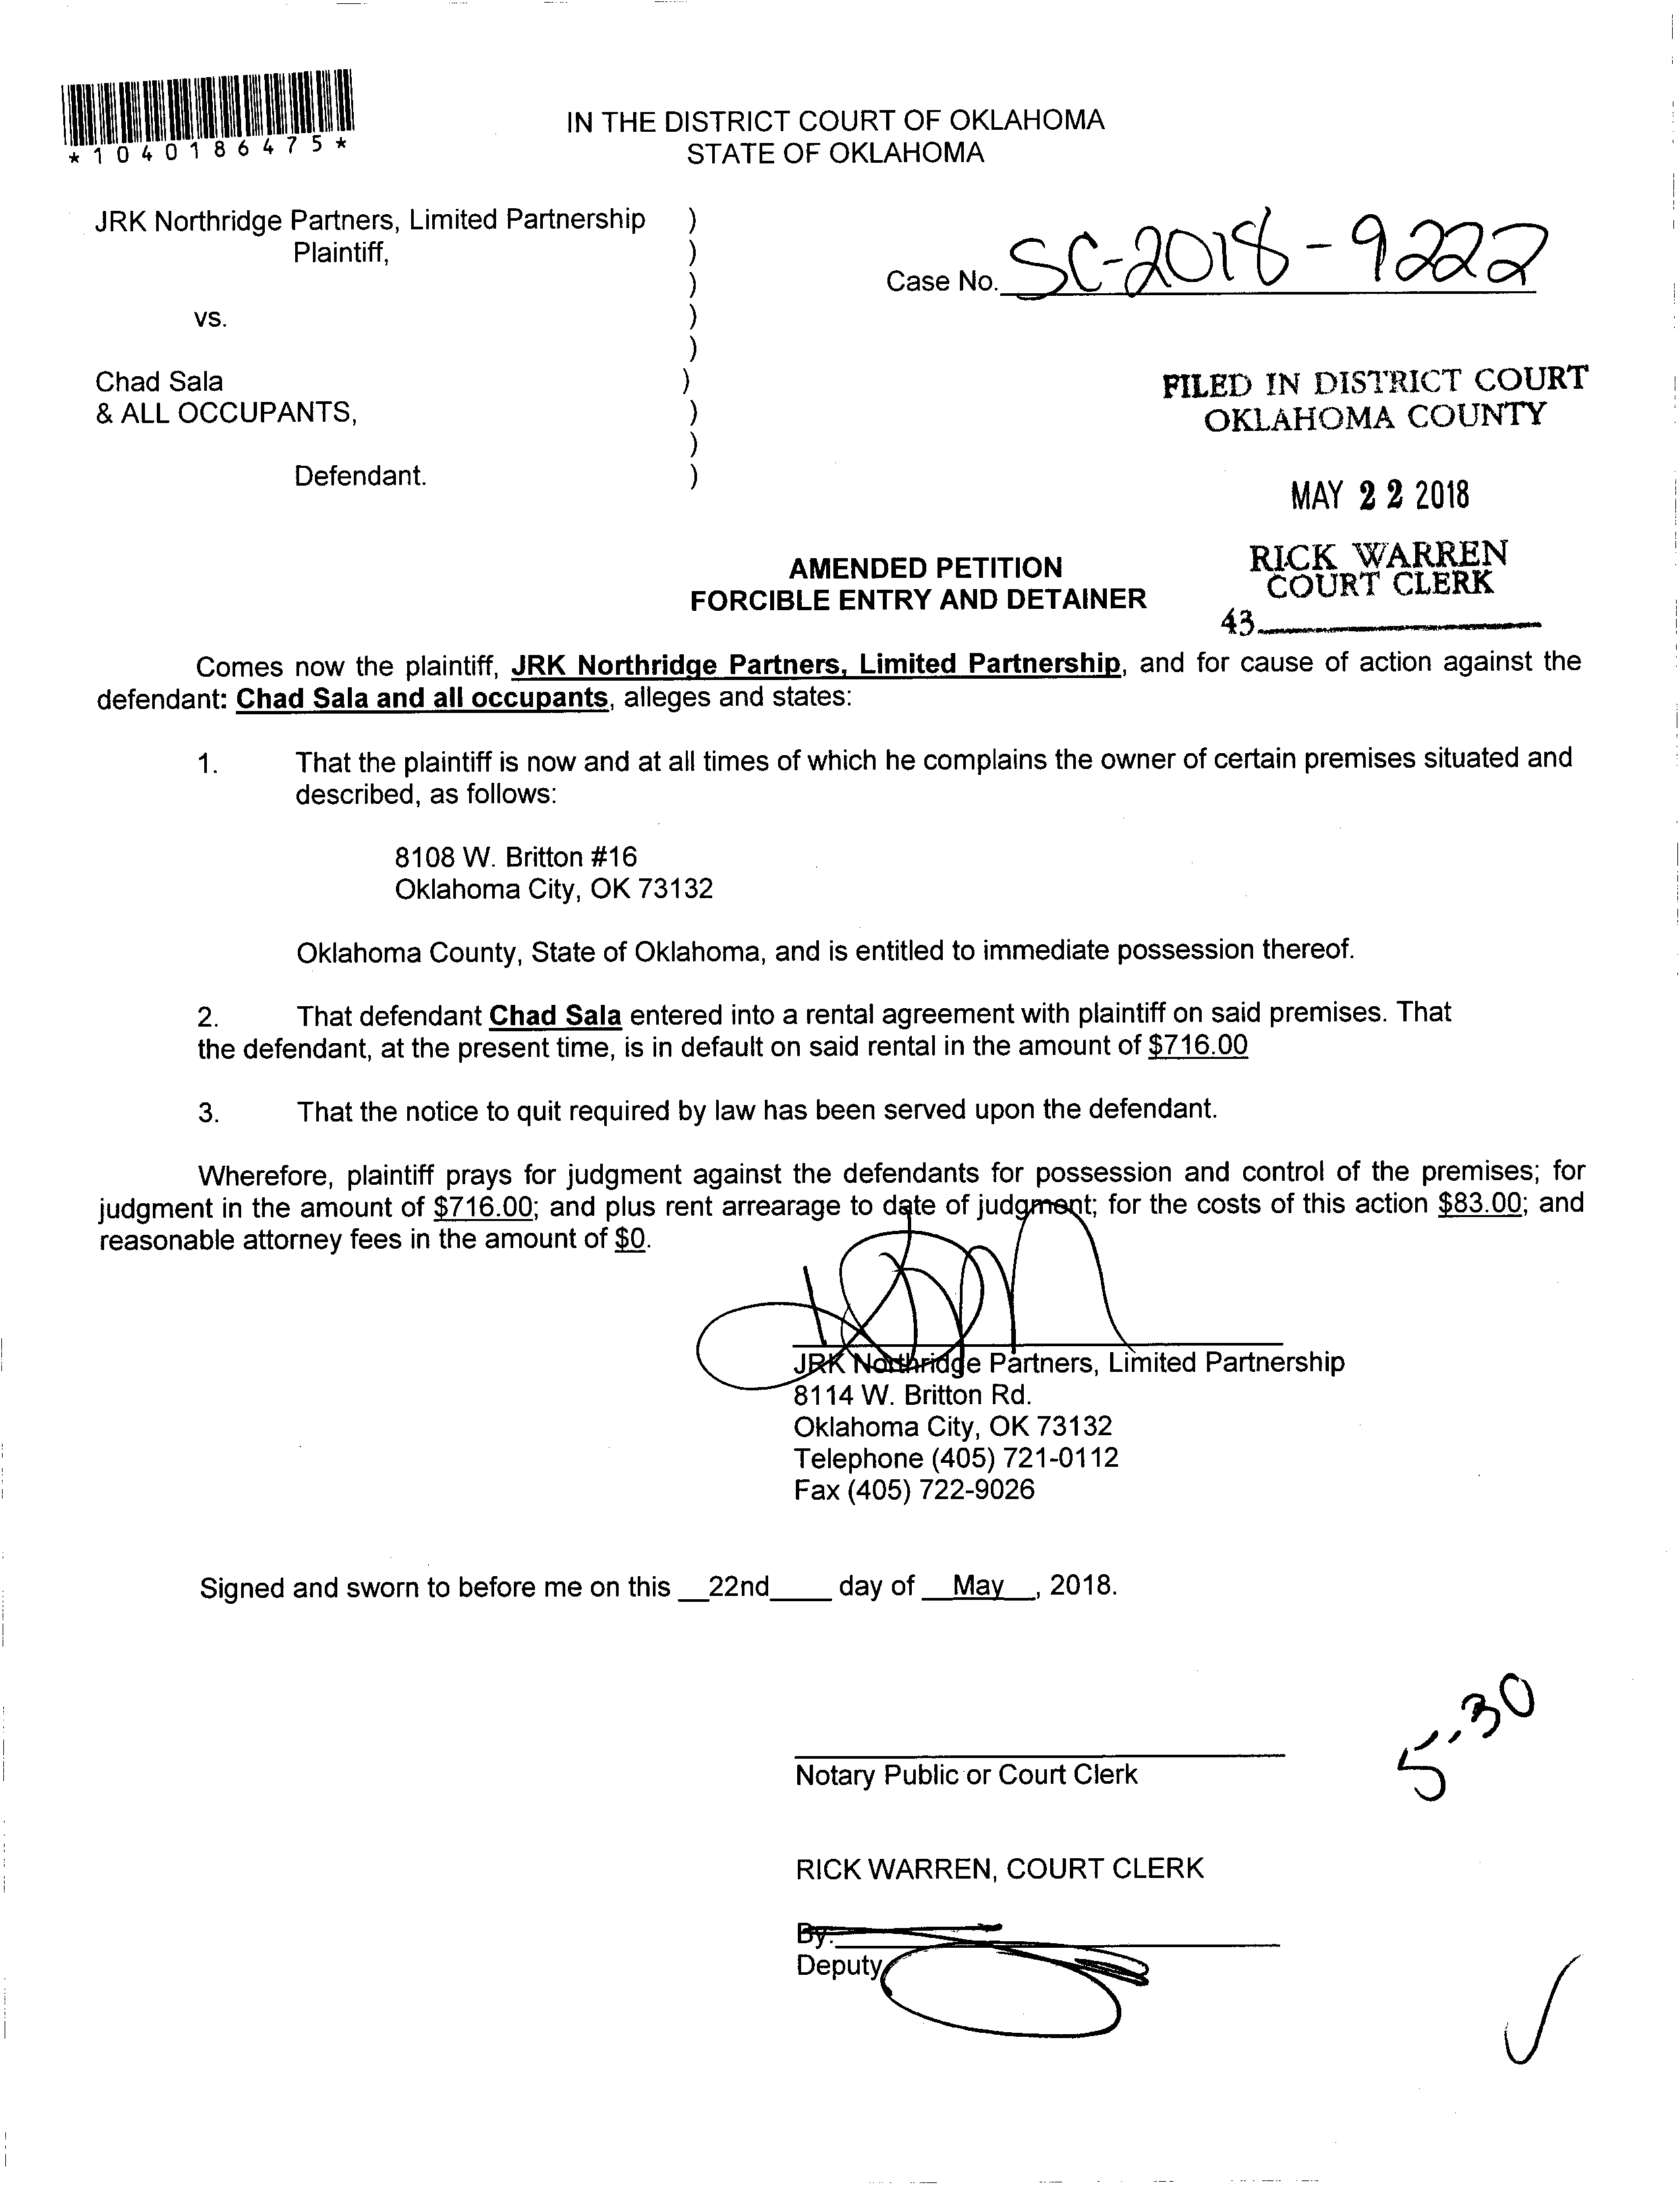 *1040186475*
IN THE DISTRICT COURT OF OKLAHOMA
STATE OF OKLAHOMA
JRK Northridge Partners, Limited Partnership )
Plaintiff, )
)
Case No. SC-2018-9222
vs. )
)
Chad Sala )
& ALL OCCUPANTS, )
)
Defendant. )
FILED IN DISTRICT COURT
OKLAHOMA COUNTY
MAY 22 2018
RICK WARREN
COURT CLERK
43
AMENDED PETITION
FORCIBLE ENTRY AND DETAINER
Comes now the plaintiff, JRK Northridge Partners, Limited Partnership, and for cause of action against the
defendant: Chad Sala and all occupants, alleges and states:
1. That the plaintiff is now and at all times of which he complains the owner of certain premises situated and
described, as follows:
8108 W. Britton #16
Oklahoma City, OK 73132
Oklahoma County, State of Oklahoma, and is entitled to immediate possession thereof.
2. That defendant Chad Sala entered into a rental agreement with plaintiff on said premises. That
the defendant, at the present time, is in default on said rental in the amount of $716.00
3. That the notice to quit required by law has been served upon the defendant.
Wherefore, plaintiff prays for judgment against the defendants for possession and control of the premises; for
judgment in the amount of $716.00; and plus rent arrearage to date of judgment; for the costs of this action $83.00; and
reasonable attorney fees in the amount of $0.
JRK Northridge Partners, Limited Partnership
8114 W. Britton Rd.
Oklahoma City, OK 73132
Telephone (405) 721-0112
Fax (405) 722-9026
Signed and sworn to before me on this __22nd____ day of __May__, 2018.
5-30
Notary Public or Court Clerk
RICK WARREN, COURT CLERK
By:
Deputy